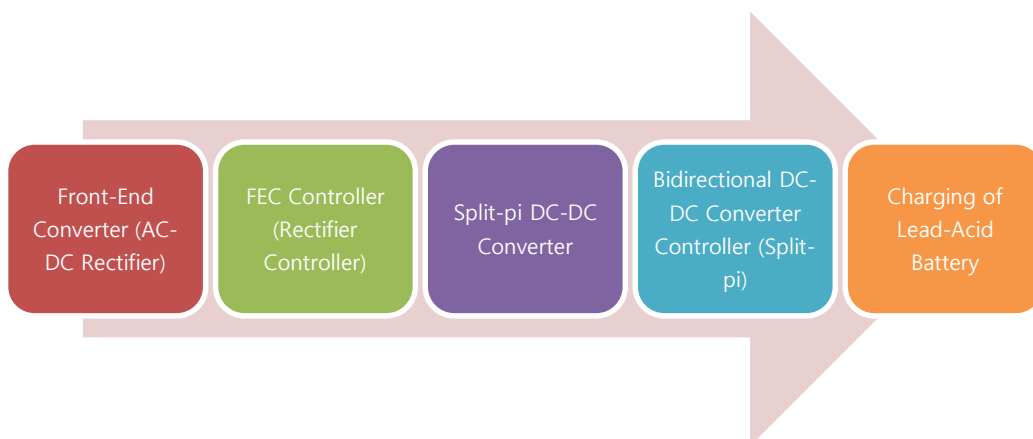 Front-End
Converter (AC-
DC Rectifier)
FEC Controller
(Rectifier
Controller)
Split-pi DC-DC
Converter
Bidirectional DC-
DC Converter
Controller (Split-
pi)
Charging of
Lead-Acid
Battery